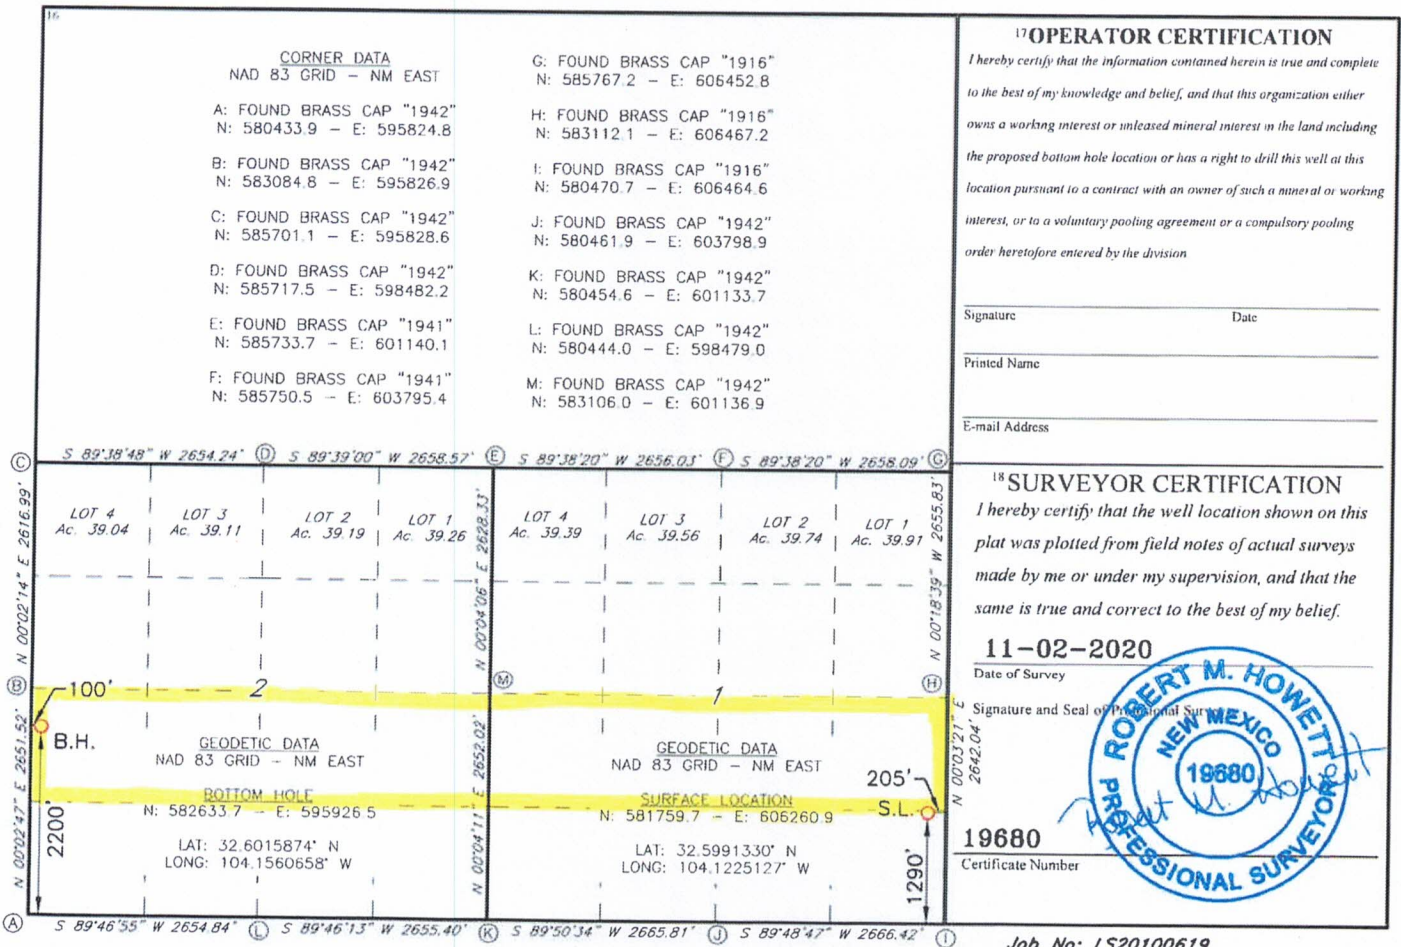 16
CORNER DATA
NAD 83 GRID – NM EAST
A: FOUND BRASS CAP "1942"
N: 580433.9 – E: 595824.8
B: FOUND BRASS CAP "1942"
N: 583084.8 – E: 595826.9
C: FOUND BRASS CAP "1942"
N: 585701.1 – E: 595828.6
D: FOUND BRASS CAP "1942"
N: 585717.5 – E: 598482.2
E: FOUND BRASS CAP "1941"
N: 585733.7 – E: 601140.1
F: FOUND BRASS CAP "1941"
N: 585750.5 – E: 603795.4
G: FOUND BRASS CAP "1916"
N: 585767.2 – E: 606452.8
H: FOUND BRASS CAP "1916"
N: 583112.1 – E: 606467.2
I: FOUND BRASS CAP "1916"
N: 580470.7 – E: 606464.6
J: FOUND BRASS CAP "1942"
N: 580461.9 – E: 603798.9
K: FOUND BRASS CAP "1942"
N: 580454.6 – E: 601133.7
L: FOUND BRASS CAP "1942"
N: 580444.0 – E: 598479.0
M: FOUND BRASS CAP "1942"
N: 583106.0 – E: 601136.9
17 OPERATOR CERTIFICATION
I hereby certify that the information contained herein is true and complete
to the best of my knowledge and belief, and that this organization either
owns a working interest or unleased mineral interest in the land including
the proposed bottom hole location or has a right to drill this well at this
location pursuant to a contract with an owner of such a mineral or working
interest, or to a voluntary pooling agreement or a compulsory pooling
order heretofore entered by the division
Signature Date
Printed Name
E-mail Address
18 SURVEYOR CERTIFICATION
I hereby certify that the well location shown on this
plat was plotted from field notes of actual surveys
made by me or under my supervision, and that the
same is true and correct to the best of my belief.
11-02-2020
Date of Survey
Signature and Seal of Professional Surveyor
ROBERT M. HOWETT
NEW MEXICO
19680
PROFESSIONAL SURVEYOR
Robert M. Howett
19680
Certificate Number
Job No: LS20100619
C S 89°38'48" W 2654.24' D S 89°39'00" W 2658.57' E S 89°38'20" W 2656.03' F S 89°38'20" W 2658.09' G
N 00°02'14" E 2616.99'
LOT 4 LOT 3 LOT 2 LOT 1 LOT 4 LOT 3 LOT 2 LOT 1
Ac. 39.04 Ac. 39.11 Ac. 39.19 Ac. 39.26 Ac. 39.39 Ac. 39.56 Ac. 39.74 Ac. 39.91
N 00°04'06" E 2628.33'
N 00°18'39" W 2655.83'
B 100' 2 M 1 H
B.H.
N 00°02'47" E 2651.52'
2200'
GEODETIC DATA
NAD 83 GRID – NM EAST
BOTTOM HOLE
N: 582633.7 – E: 595926.5
LAT: 32.6015874° N
LONG: 104.1560658° W
N 00°04'11" E 2652.02'
GEODETIC DATA
NAD 83 GRID – NM EAST
SURFACE LOCATION
N: 581759.7 – E: 606260.9
LAT: 32.5991330° N
LONG: 104.1225127° W
205'
S.L.
1290'
N 00°03'21" E
2642.04'
A S 89°46'55" W 2654.84' L S 89°46'13" W 2655.40' K S 89°50'34" W 2665.81' J S 89°48'47" W 2666.42' I